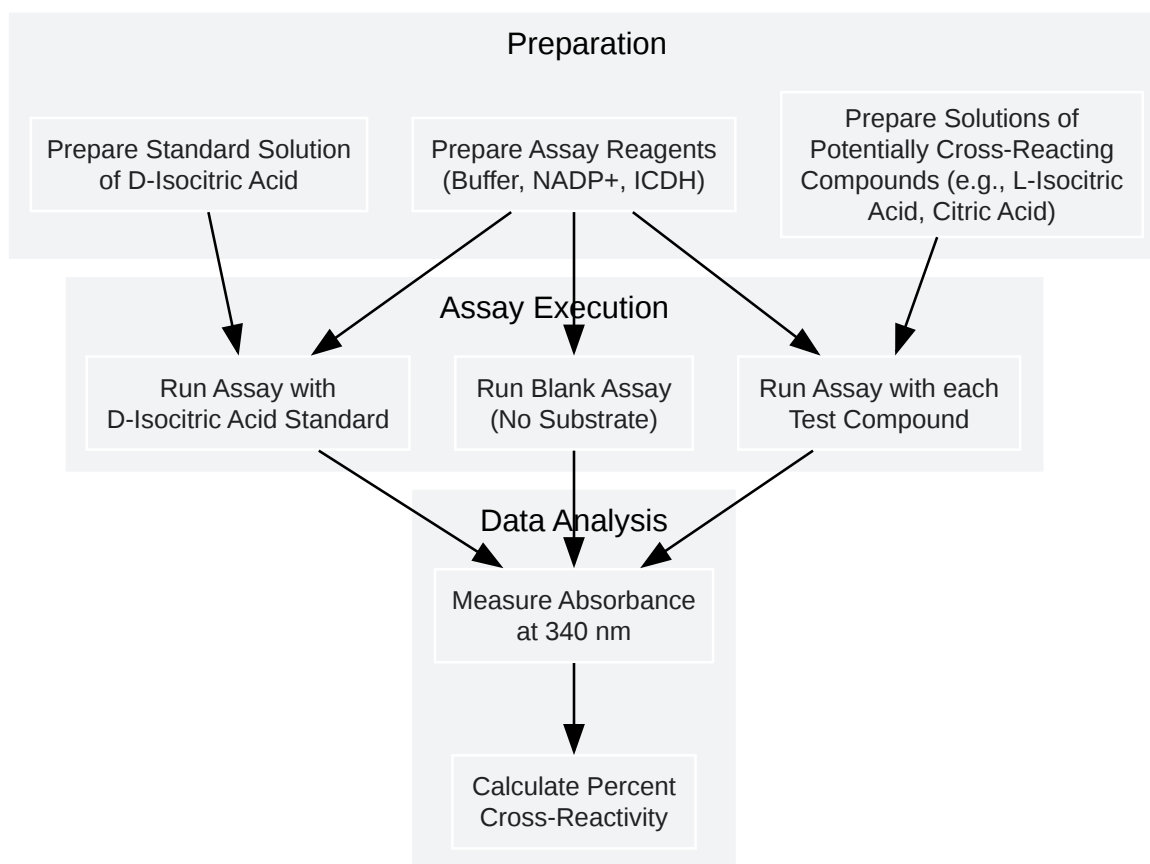 Preparation
Prepare Standard Solution
of D-Isocitric Acid
Prepare Assay Reagents
(Buffer, NADP+, ICDH)
Prepare Solutions of
Potentially Cross-Reacting
Compounds (e.g., L-Isocitric
Acid, Citric Acid)
Assay Execution
Run Assay with
D-Isocitric Acid Standard
Run Blank Assay
(No Substrate)
Run Assay with each
Test Compound
Data Analysis
Measure Absorbance
at 340 nm
Calculate Percent
Cross-Reactivity